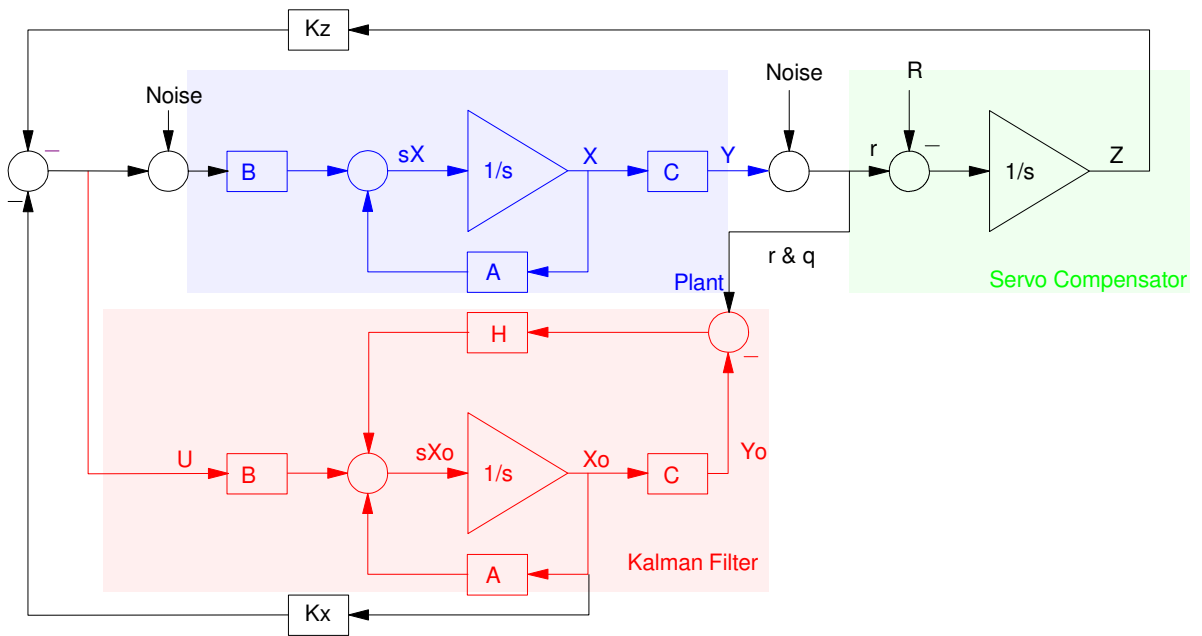 Kz
Noise
R
Noise
B
sX
1/s
X
C
Y
r
1/s
Z
A
r & q
Plant
Servo Compensator
H
U
B
sXo
1/s
Xo
C
Yo
A
Kalman Filter
Kx